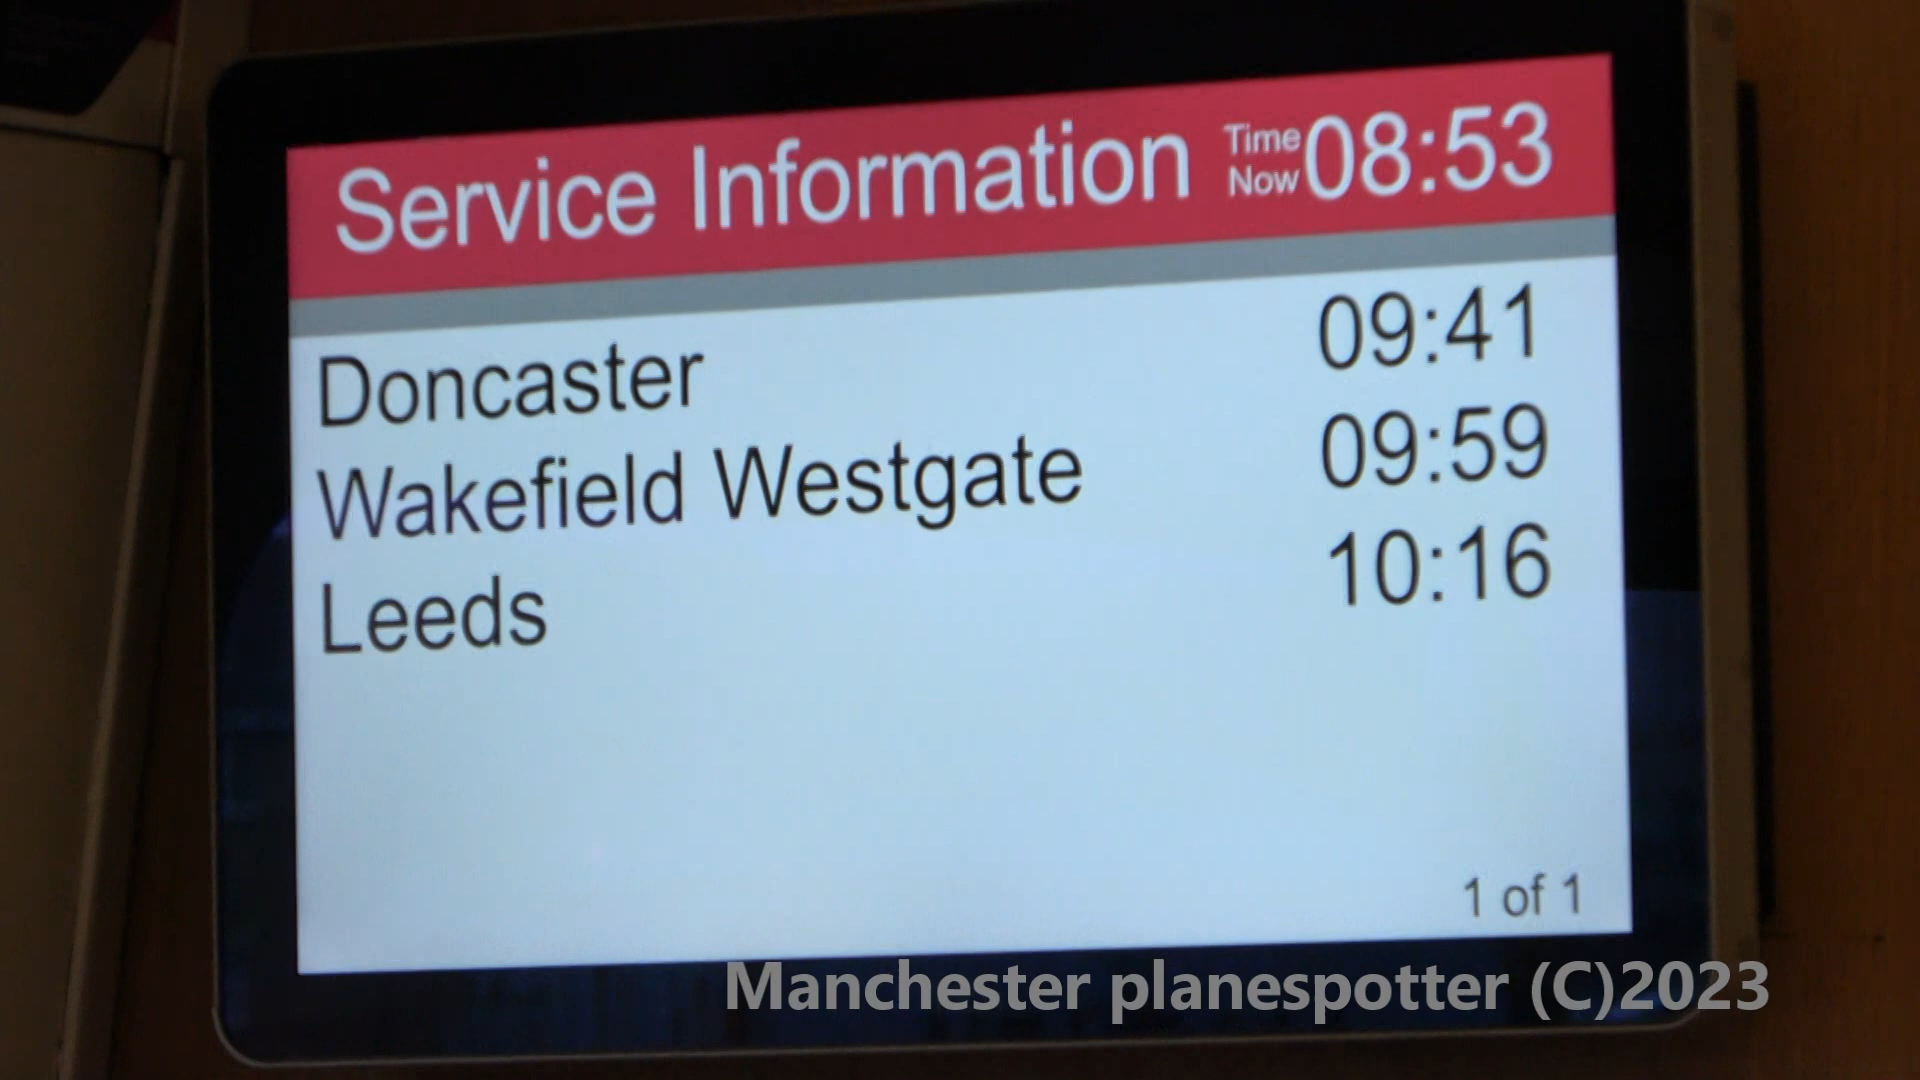 Service Information Time Now 08:53
Doncaster 09:41
Wakefield Westgate 09:59
Leeds 10:16
1 of 1
Manchester planespotter (C)2023